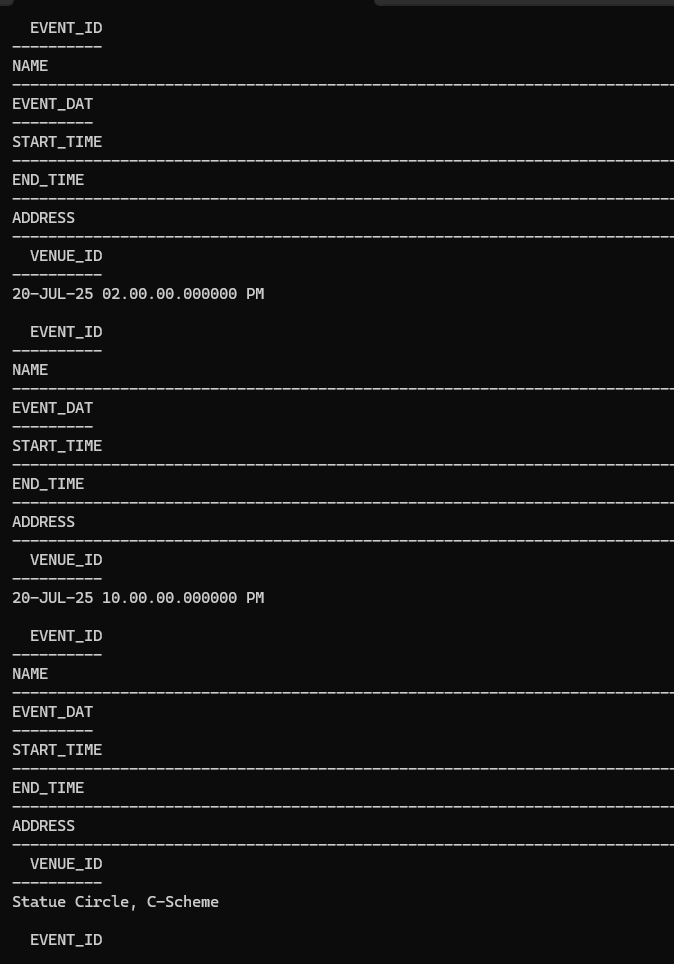 EVENT_ID
----------
NAME
--------------------------------------------------------------------------
EVENT_DAT
---------
START_TIME
--------------------------------------------------------------------------
END_TIME
--------------------------------------------------------------------------
ADDRESS
--------------------------------------------------------------------------
VENUE_ID
----------
20-JUL-25 02.00.00.000000 PM
EVENT_ID
----------
NAME
--------------------------------------------------------------------------
EVENT_DAT
---------
START_TIME
--------------------------------------------------------------------------
END_TIME
--------------------------------------------------------------------------
ADDRESS
--------------------------------------------------------------------------
VENUE_ID
----------
20-JUL-25 10.00.00.000000 PM
EVENT_ID
----------
NAME
--------------------------------------------------------------------------
EVENT_DAT
---------
START_TIME
--------------------------------------------------------------------------
END_TIME
--------------------------------------------------------------------------
ADDRESS
--------------------------------------------------------------------------
VENUE_ID
----------
Statue Circle, C-Scheme
EVENT_ID